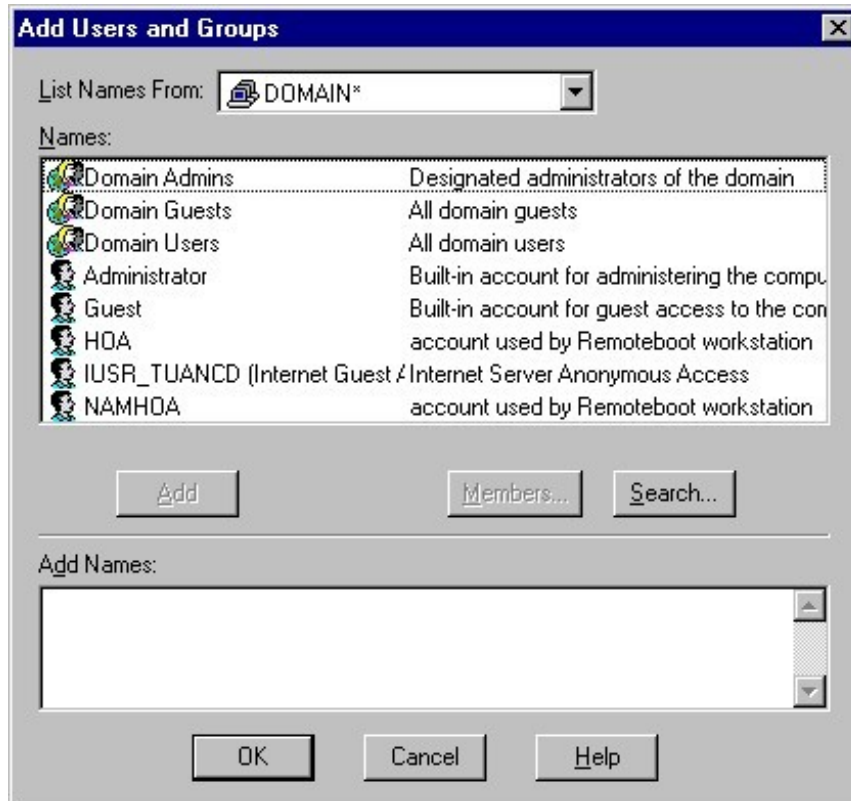 Add Users and Groups
List Names From: DOMAIN*
Names:
Domain Admins Designated administrators of the domain
Domain Guests All domain guests
Domain Users All domain users
Administrator Built-in account for administering the compu
Guest Built-in account for guest access to the con
HOA account used by Remoteboot workstation
IUSR_TUANCD (Internet Guest A Internet Server Anonymous Access
NAMHOA account used by Remoteboot workstation
Add Members... Search...
Add Names:
OK Cancel Help